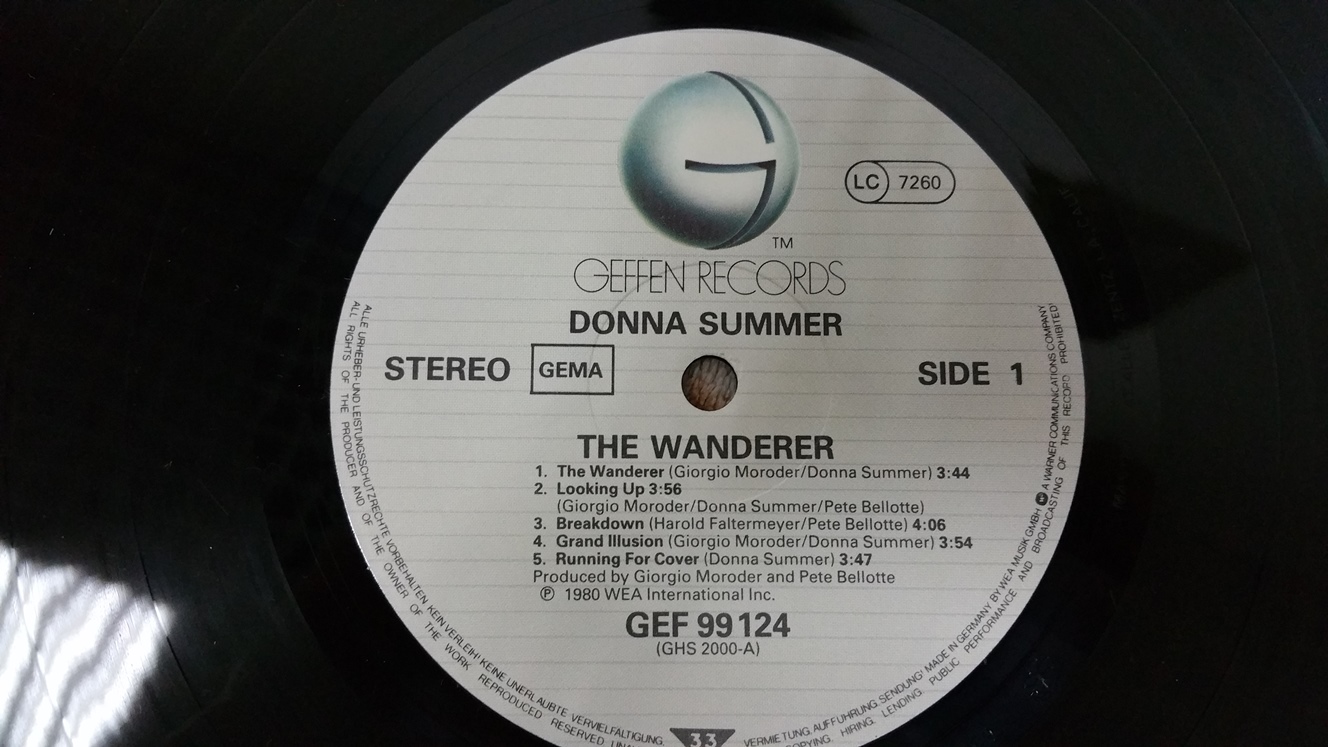 LC 7260
TM
GEFFEN RECORDS
DONNA SUMMER
STEREO GEMA SIDE 1
THE WANDERER
1. The Wanderer (Giorgio Moroder/Donna Summer) 3:44
2. Looking Up 3:56
(Giorgio Moroder/Donna Summer/Pete Bellotte)
3. Breakdown (Harold Faltermeyer/Pete Bellotte) 4:06
4. Grand Illusion (Giorgio Moroder/Donna Summer) 3:54
5. Running For Cover (Donna Summer) 3:47
Produced by Giorgio Moroder and Pete Bellotte
℗ 1980 WEA International Inc.
GEF 99 124
(GHS 2000-A)
33
ALLE URHEBER- UND LEISTUNGSSCHUTZRECHTE VORBEHALTEN KEIN VERLEIH! KEINE UNERLAUBTE VERVIELFÄLTIGUNG, VERMIETUNG, AUFFÜHRUNG, SENDUNG! MADE IN GERMANY BY WEA MUSIK GMBH A WARNER COMMUNICATIONS COMPANY
ALL RIGHTS OF THE PRODUCER AND OF THE OWNER OF THE WORK REPRODUCED RESERVED HIRING, LENDING, PUBLIC PERFORMANCE AND BROADCASTING OF THIS RECORD PROHIBITED!